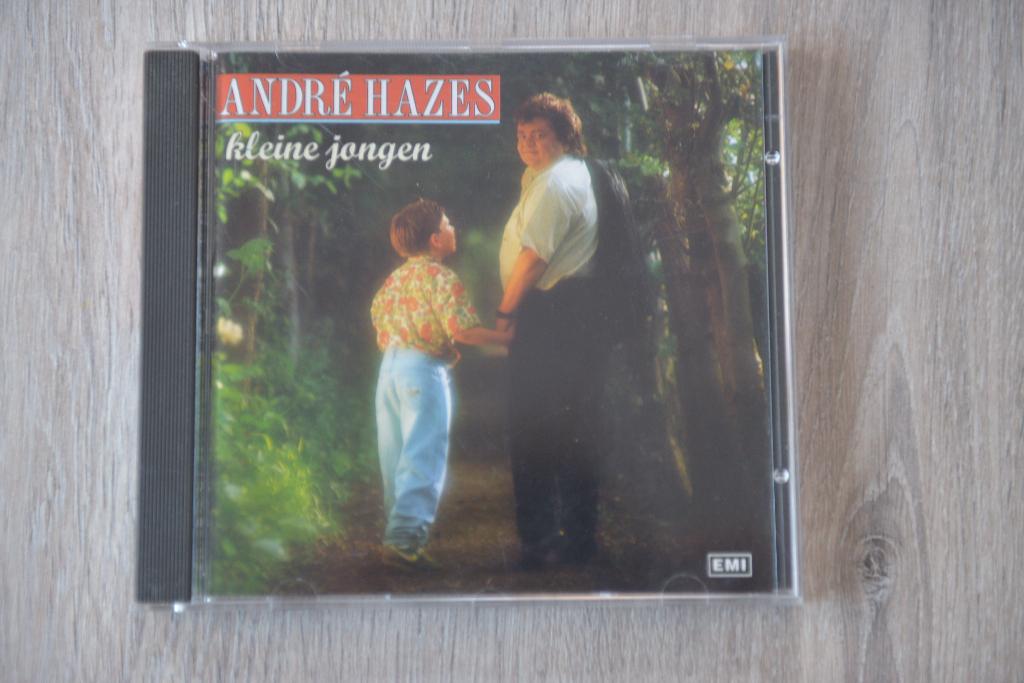 ANDRÉ HAZES
kleine jongen
EMI